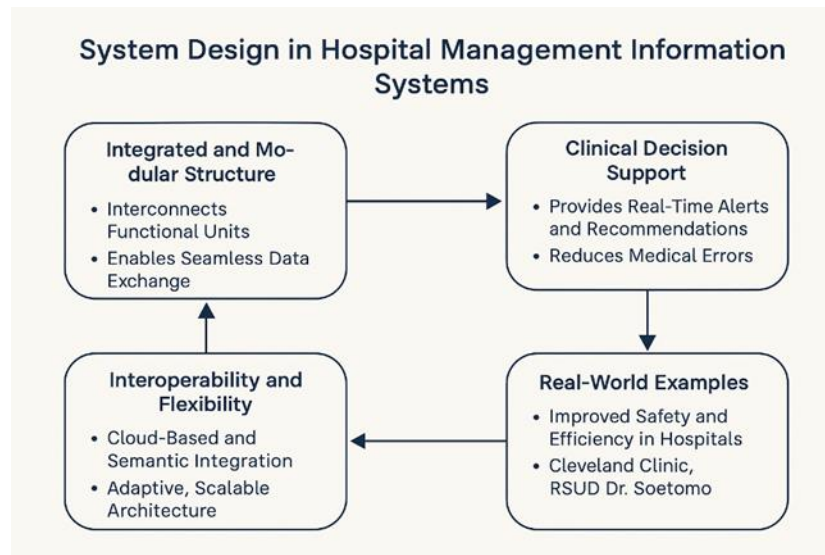 System Design in Hospital Management Information
Systems
Integrated and Mo-
dular Structure
• Interconnects
Functional Units
• Enables Seamless Data
Exchange
Clinical Decision
Support
• Provides Real-Time Alerts
and Recommendations
• Reduces Medical Errors
Interoperability and
Flexibility
• Cloud-Based and
Semantic Integration
• Adaptive, Scalable
Architecture
Real-World Examples
• Improved Safety and
Efficiency in Hospitals
• Cleveland Clinic,
RSUD Dr. Soetomo